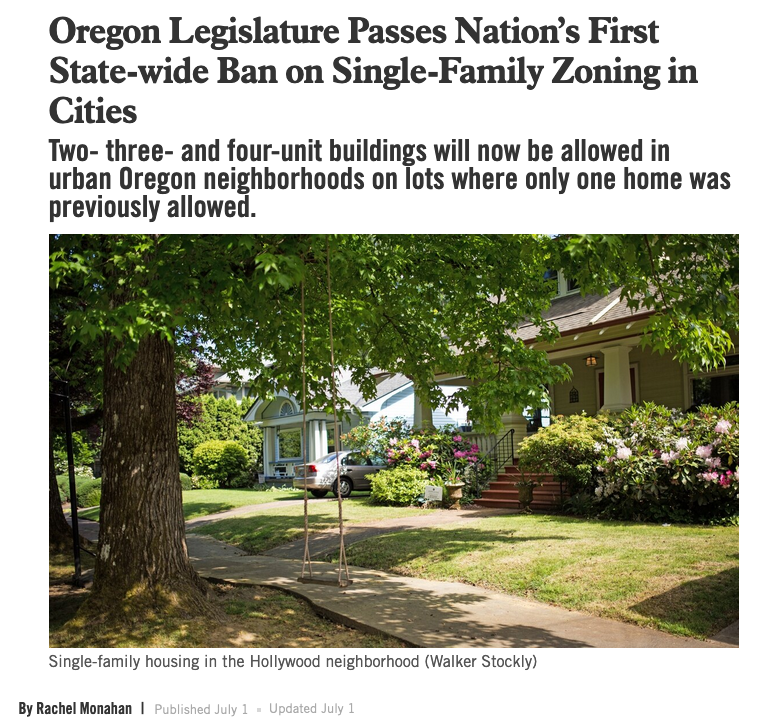 Oregon Legislature Passes Nation’s First
State-wide Ban on Single-Family Zoning in
Cities
Two- three- and four-unit buildings will now be allowed in
urban Oregon neighborhoods on lots where only one home was
previously allowed.
Single-family housing in the Hollywood neighborhood (Walker Stockly)
By Rachel Monahan | Published July 1 • Updated July 1